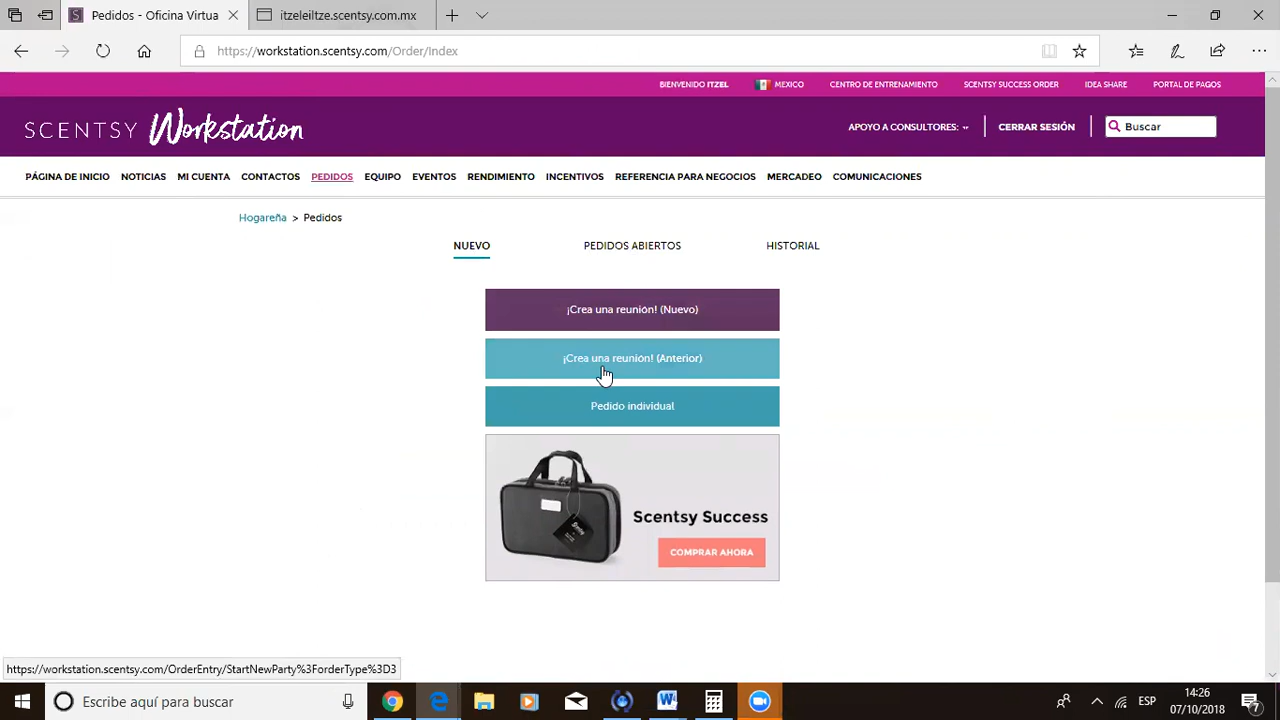 Pedidos - Oficina Virtua
itzeleitze.scentsy.com.mx
https://workstation.scentsy.com/Order/Index
BIENVENIDO ITZEL
MEXICO
CENTRO DE ENTRENAMIENTO
SCENTSY SUCCESS ORDER
IDEA SHARE
PORTAL DE PAGOS
SCENTSY Workstation
APOYO A CONSULTORES:
CERRAR SESIÓN
Buscar
PÁGINA DE INICIO
NOTICIAS
MI CUENTA
CONTACTOS
PEDIDOS
EQUIPO
EVENTOS
RENDIMIENTO
INCENTIVOS
REFERENCIA PARA NEGOCIOS
MERCADEO
COMUNICACIONES
Hogareña > Pedidos
NUEVO
PEDIDOS ABIERTOS
HISTORIAL
¡Crea una reunión! (Nuevo)
¡Crea una reunión! (Anterior)
Pedido individual
Scentsy Success
COMPRAR AHORA
https://workstation.scentsy.com/OrderEntry/StartNewParty%3ForderType%3D3
Escribe aquí para buscar
ESP
14:26
07/10/2018
7